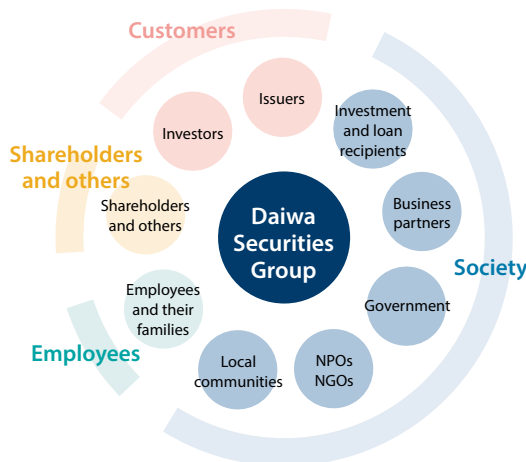 Customers
Issuers
Investors
Investment
and loan
recipients
Shareholders
and others
Shareholders
and others
Business
partners
Daiwa
Securities
Group
Society
Employees
and their
families
Government
Employees
Local
communities
NPOs
NGOs